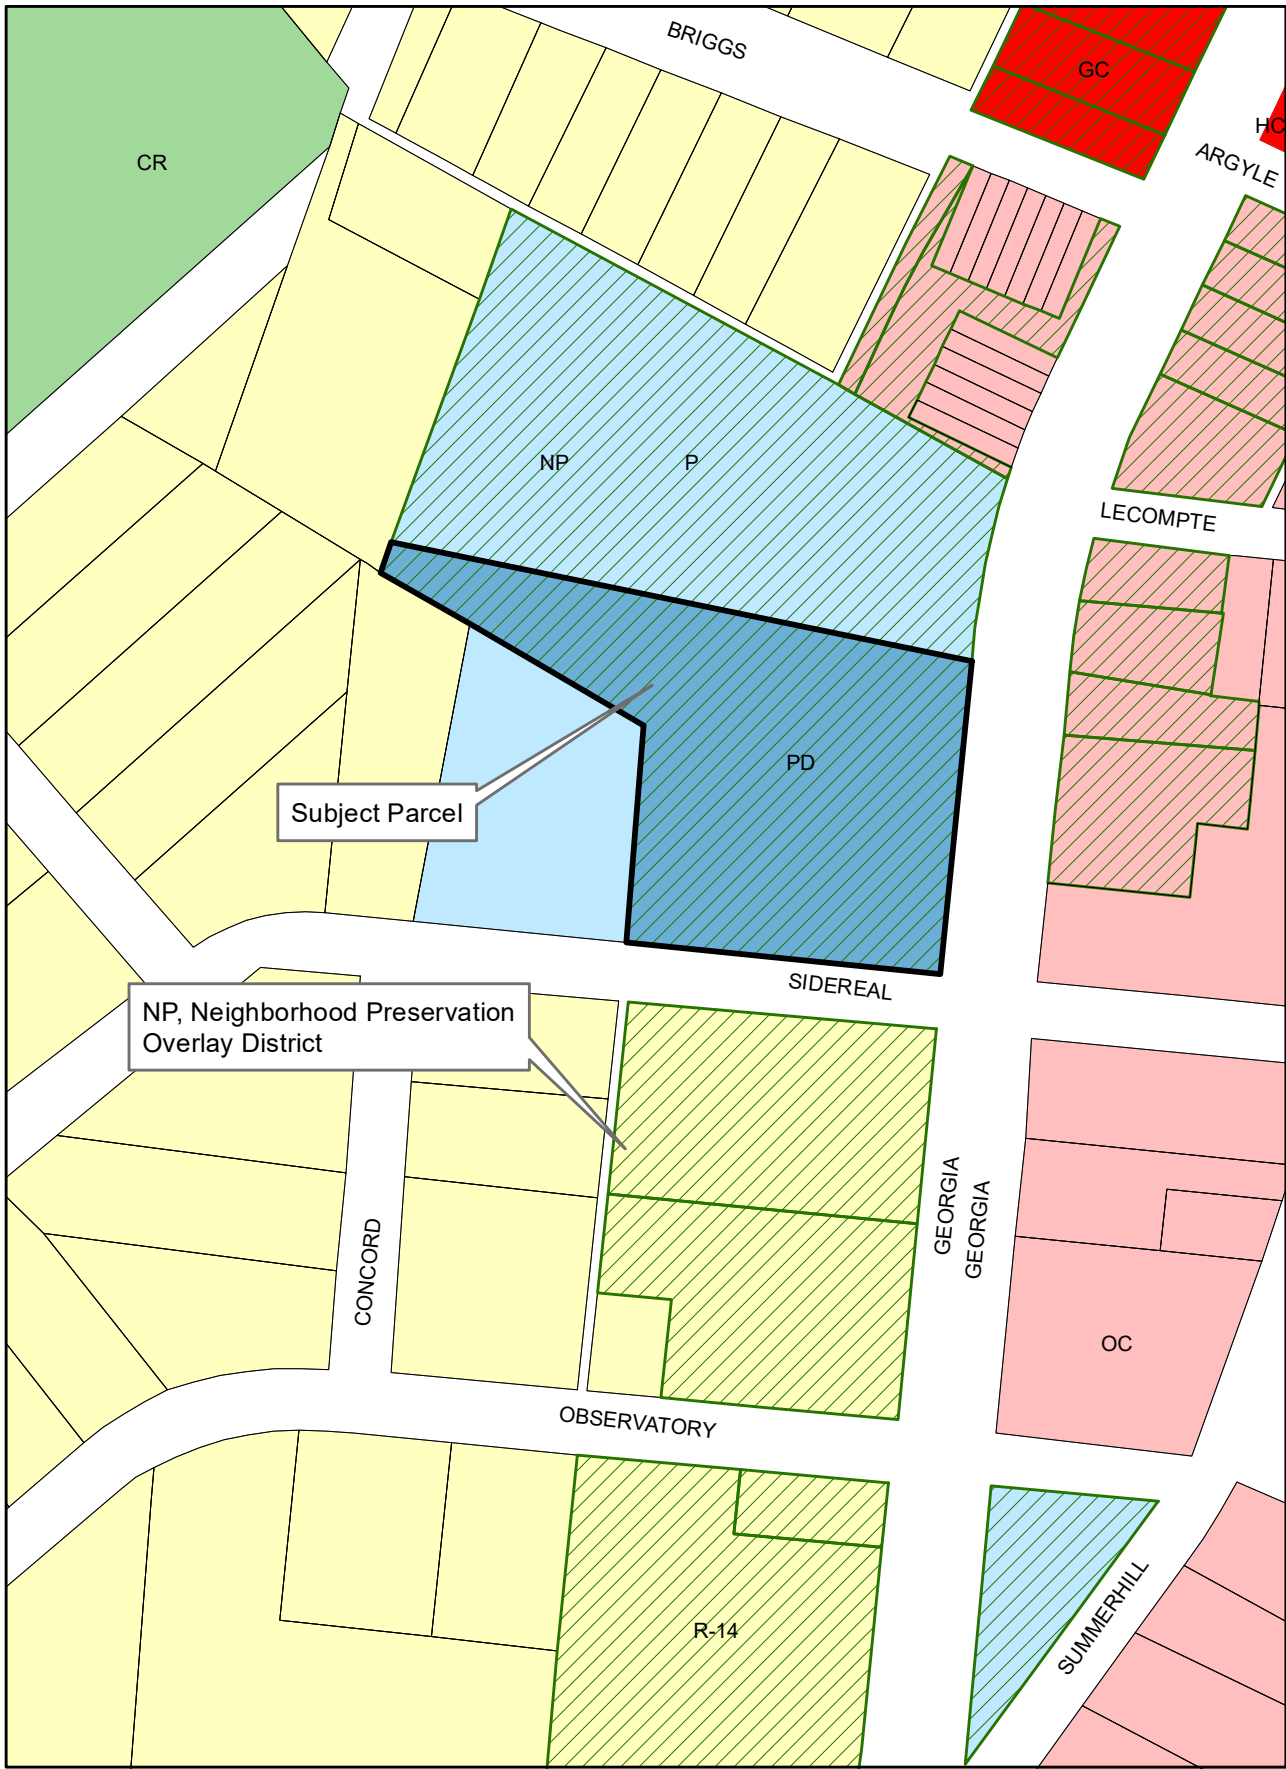 BRIGGS
GC
HC
ARGYLE
CR
NP
P
LECOMPTE
PD
Subject Parcel
SIDEREAL
NP, Neighborhood Preservation
Overlay District
GEORGIA
GEORGIA
CONCORD
OC
OBSERVATORY
SUMMERHILL
R-14